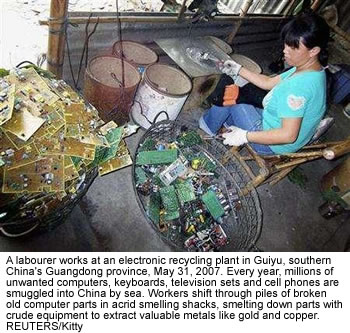 A labourer works at an electronic recycling plant in Guiyu, southern
China's Guangdong province, May 31, 2007. Every year, millions of
unwanted computers, keyboards, television sets and cell phones are
smuggled into China by sea. Workers shift through piles of broken
old computer parts in acrid smelling shacks, smelting down parts with
crude equipment to extract valuable metals like gold and copper.
REUTERS/Kitty